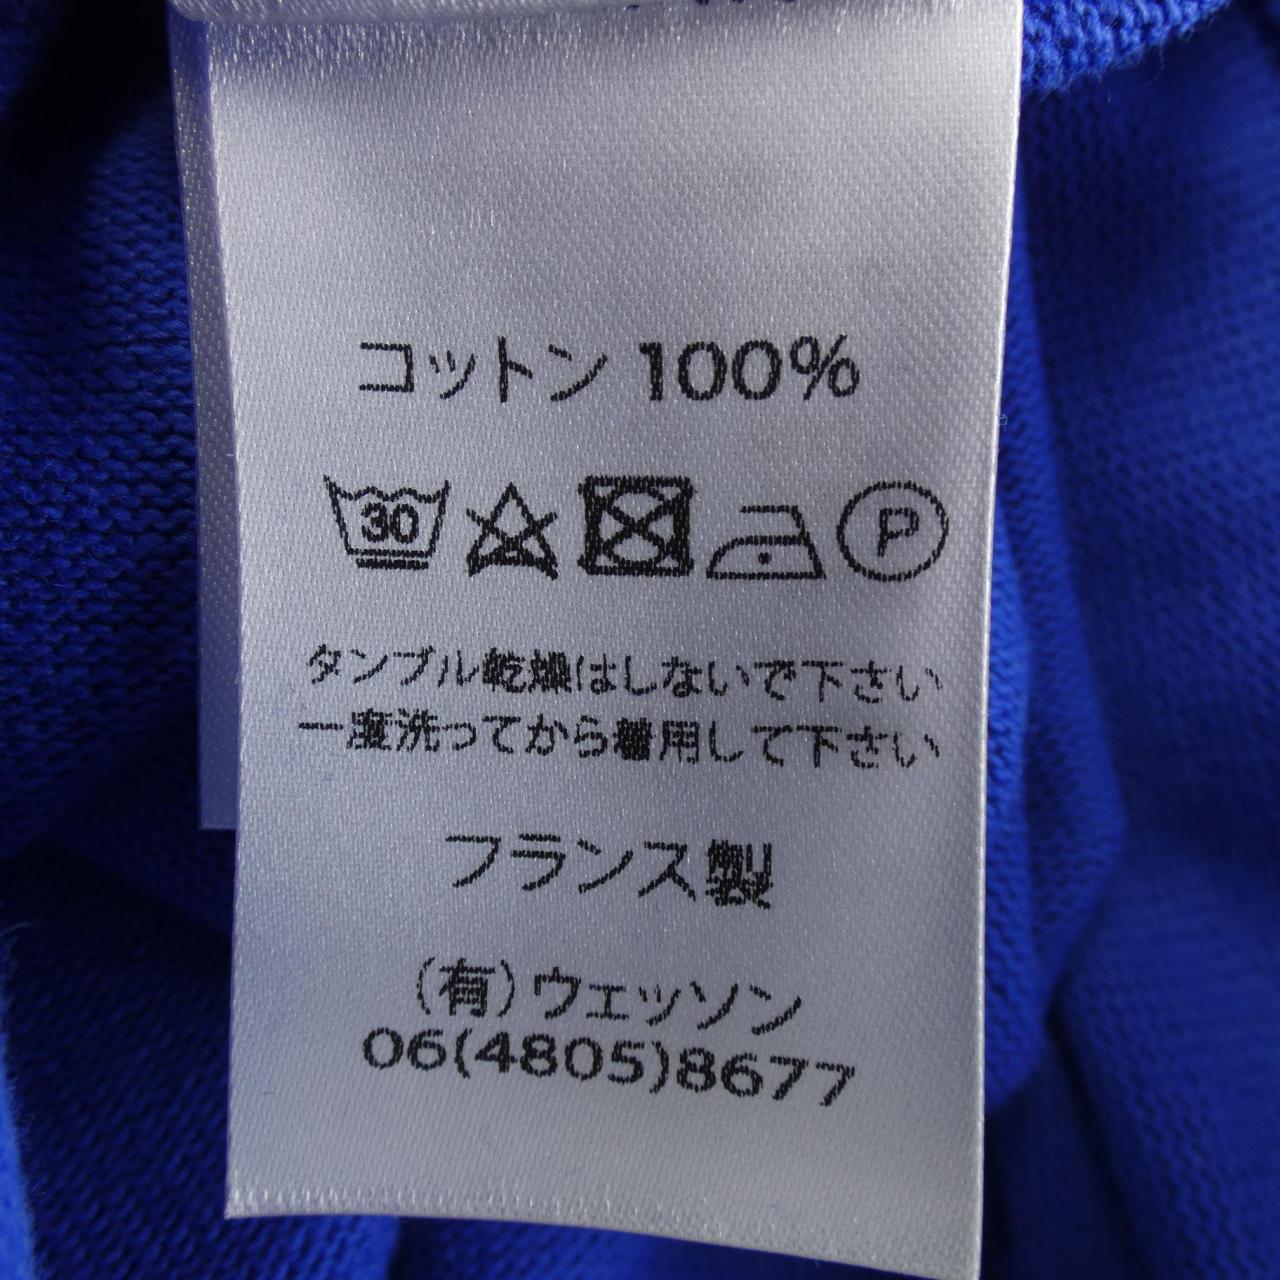 コットン 100%
30 P
タンブル乾燥はしないで下さい
一度洗ってから着用して下さい
フランス製
(有)ウェッソン
06(4805)8677